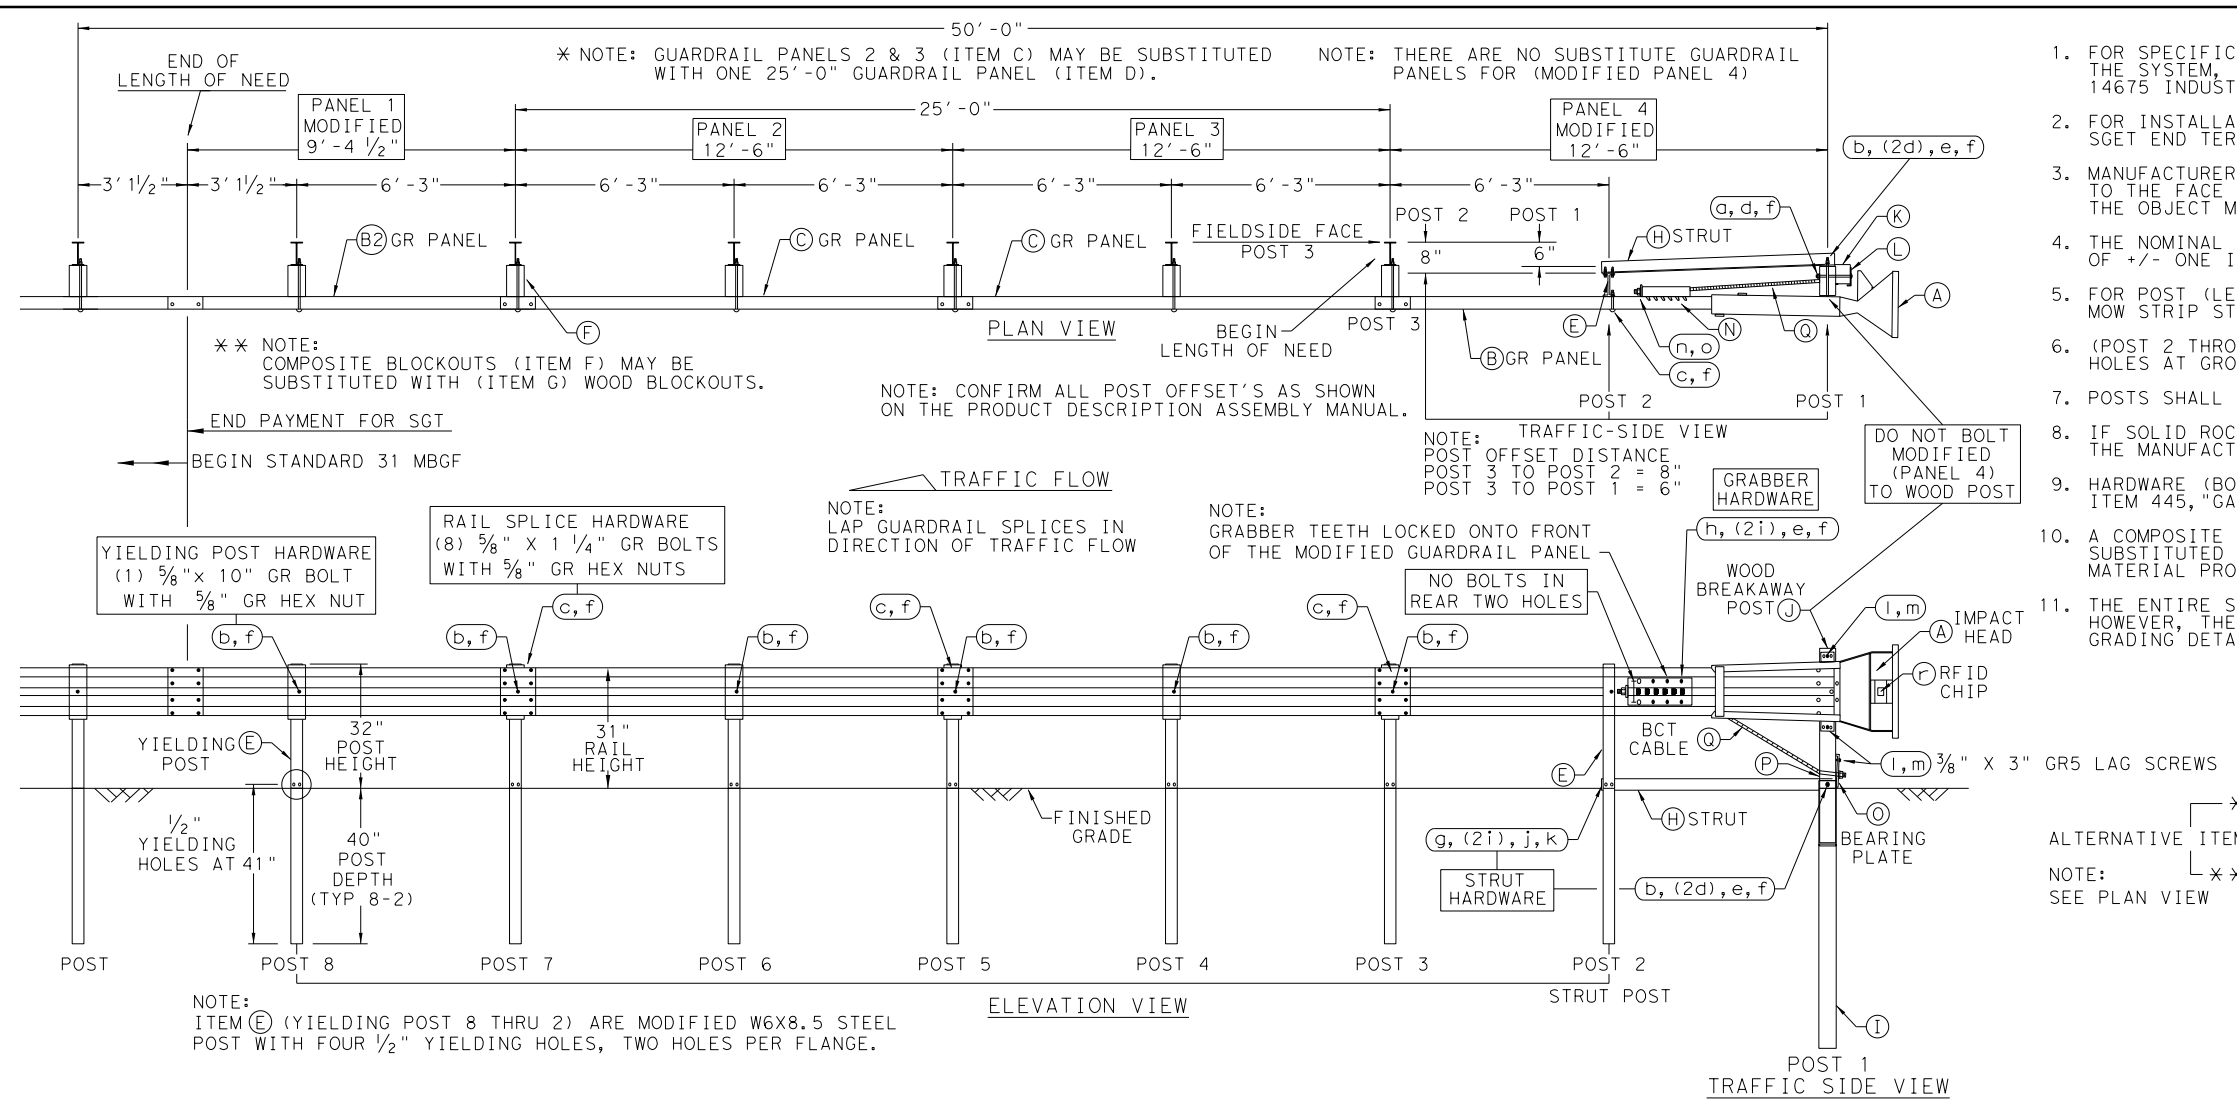 50'-0"
* NOTE: GUARDRAIL PANELS 2 & 3 (ITEM C) MAY BE SUBSTITUTED
WITH ONE 25'-0" GUARDRAIL PANEL (ITEM D).
NOTE: THERE ARE NO SUBSTITUTE GUARDRAIL
PANELS FOR (MODIFIED PANEL 4)
END OF
LENGTH OF NEED
PANEL 1
MODIFIED
9'-4 1/2"
25'-0"
PANEL 2
12'-6"
PANEL 3
12'-6"
PANEL 4
MODIFIED
12'-6"
b, (2d), e, f
3' 1/2"
3' 1/2"
6'-3"
6'-3"
6'-3"
6'-3"
6'-3"
6'-3"
POST 2
POST 1
a, d, f
K
B2 GR PANEL
C GR PANEL
C GR PANEL
FIELDSIDE FACE
POST 3
8"
6"
H STRUT
L
A
F
PLAN VIEW
BEGIN
LENGTH OF NEED
POST 3
E
N
Q
n, o
B GR PANEL
c, f
** NOTE:
COMPOSITE BLOCKOUTS (ITEM F) MAY BE
SUBSTITUTED WITH (ITEM G) WOOD BLOCKOUTS.
NOTE: CONFIRM ALL POST OFFSET'S AS SHOWN
ON THE PRODUCT DESCRIPTION ASSEMBLY MANUAL.
POST 2
POST 1
END PAYMENT FOR SGT
TRAFFIC-SIDE VIEW
NOTE:
POST OFFSET DISTANCE
POST 3 TO POST 2 = 8"
POST 3 TO POST 1 = 6"
DO NOT BOLT
MODIFIED
(PANEL 4)
TO WOOD POST
BEGIN STANDARD 31 MBGF
TRAFFIC FLOW
NOTE:
LAP GUARDRAIL SPLICES IN
DIRECTION OF TRAFFIC FLOW
NOTE:
GRABBER TEETH LOCKED ONTO FRONT
OF THE MODIFIED GUARDRAIL PANEL
GRABBER
HARDWARE
h, (2i), e, f
YIELDING POST HARDWARE
(1) 5/8"x 10" GR BOLT
WITH 5/8" GR HEX NUT
RAIL SPLICE HARDWARE
(8) 5/8" X 1 1/4" GR BOLTS
WITH 5/8" GR HEX NUTS
NO BOLTS IN
REAR TWO HOLES
WOOD
BREAKAWAY
POST J
b, f
c, f
b, f
b, f
c, f
b, f
b, f
c, f
b, f
l, m
A IMPACT
HEAD
r RFID
CHIP
YIELDING E
POST
32"
POST
HEIGHT
31"
RAIL
HEIGHT
BCT
CABLE Q
E
P
l, m 3/8" X 3" GR5 LAG SCREWS
1/2"
YIELDING
HOLES AT 41"
40"
POST
DEPTH
(TYP 8-2)
FINISHED
GRADE
H STRUT
O
BEARING
PLATE
g, (2i), j, k
STRUT
HARDWARE
b, (2d), e, f
POST
POST 8
POST 7
POST 6
POST 5
POST 4
POST 3
POST 2
STRUT POST
ELEVATION VIEW
NOTE:
ITEM E (YIELDING POST 8 THRU 2) ARE MODIFIED W6X8.5 STEEL
POST WITH FOUR 1/2" YIELDING HOLES, TWO HOLES PER FLANGE.
I
POST 1
TRAFFIC SIDE VIEW
1. FOR SPECIFIC
THE SYSTEM,
14675 INDUST
2. FOR INSTALLA
SGET END TER
3. MANUFACTURER
TO THE FACE
THE OBJECT M
4. THE NOMINAL
OF +/- ONE I
5. FOR POST (LE
MOW STRIP ST
6. (POST 2 THRO
HOLES AT GRO
7. POSTS SHALL
8. IF SOLID ROC
THE MANUFACT
9. HARDWARE (BO
ITEM 445,"GA
10. A COMPOSITE
SUBSTITUTED
MATERIAL PRO
11. THE ENTIRE S
HOWEVER, THE
GRADING DETA
*
ALTERNATIVE ITEM
NOTE: **
SEE PLAN VIEW